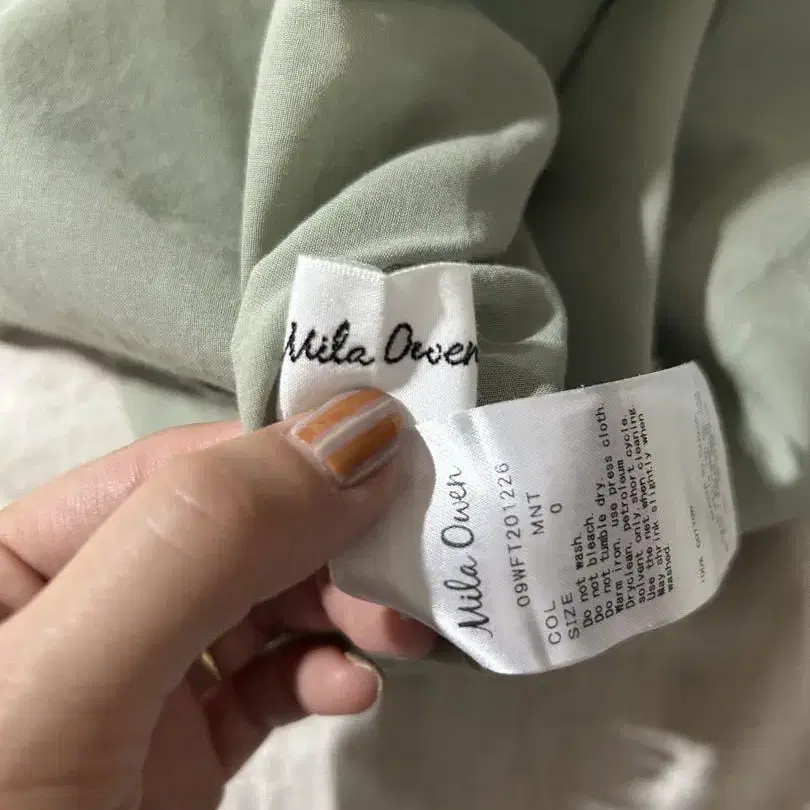 Mila Owen
Mila Owen
09WFT201226
COL MNT
SIZE 0
Do not wash.
Do not bleach.
Do not tumble dry.
Warm iron, use press cloth.
Dryclean, petroleum
solvent only short cycle.
Use the net when cleaning.
May shrink slightly when
washed.
100% COTTON